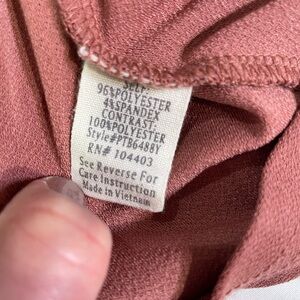 SELF:
96%POLYESTER
4%SPANDEX
CONTRAST:
100%POLYESTER
Style#PTB6488Y
RN# 104403
See Reverse For
Care Instruction
Made in Vietnam